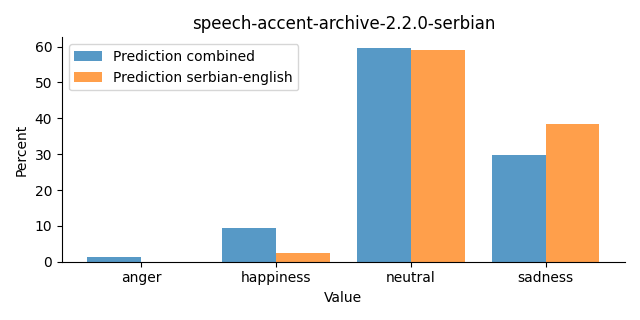 speech-accent-archive-2.2.0-serbian
Prediction combined
Prediction serbian-english
Percent
60
50
40
30
20
10
0
anger happiness neutral sadness
Value